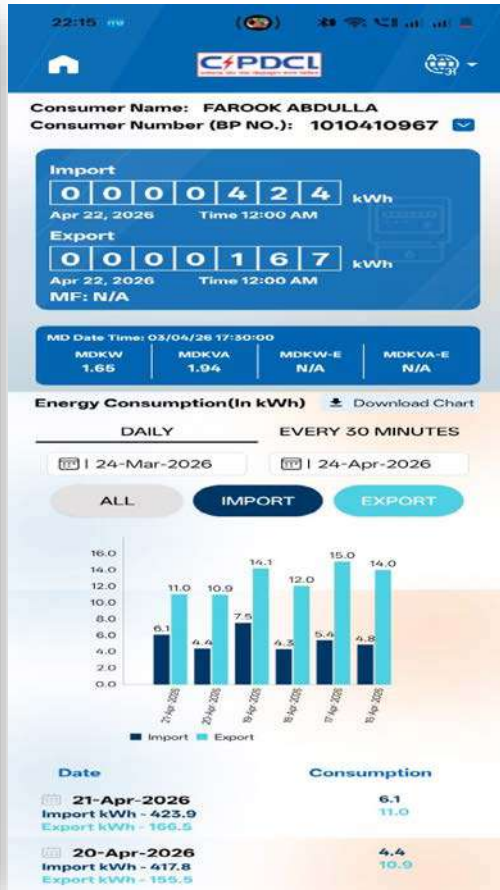 22:15
CSPDCL
Consumer Name: FAROOK ABDULLA
Consumer Number (BP NO.): 1010410967
Import
0 0 0 0 4 2 4 kWh
Apr 22, 2026 Time 12:00 AM
Export
0 0 0 0 1 6 7 kWh
Apr 22, 2026 Time 12:00 AM
MF: N/A
MD Date Time: 03/04/26 17:30:00
MDKW MDKVA MDKW-E MDKVA-E
1.65 1.94 N/A N/A
Energy Consumption(In kWh) Download Chart
DAILY EVERY 30 MINUTES
24-Mar-2026 24-Apr-2026
ALL IMPORT EXPORT
16.0
14.0
12.0
10.0
8.0
6.0
4.0
2.0
0.0
6.1 11.0 4.4 10.9 7.5 14.1 4.3 12.0 5.4 15.0 4.8 14.0
21 Apr 2026 20 Apr 2026 19 Apr 2026 18 Apr 2026 17 Apr 2026
Import Export
Date Consumption
21-Apr-2026 6.1
Import kWh - 423.9 11.0
Export kWh - 166.5
20-Apr-2026 4.4
Import kWh - 417.8 10.9
Export kWh - 155.5